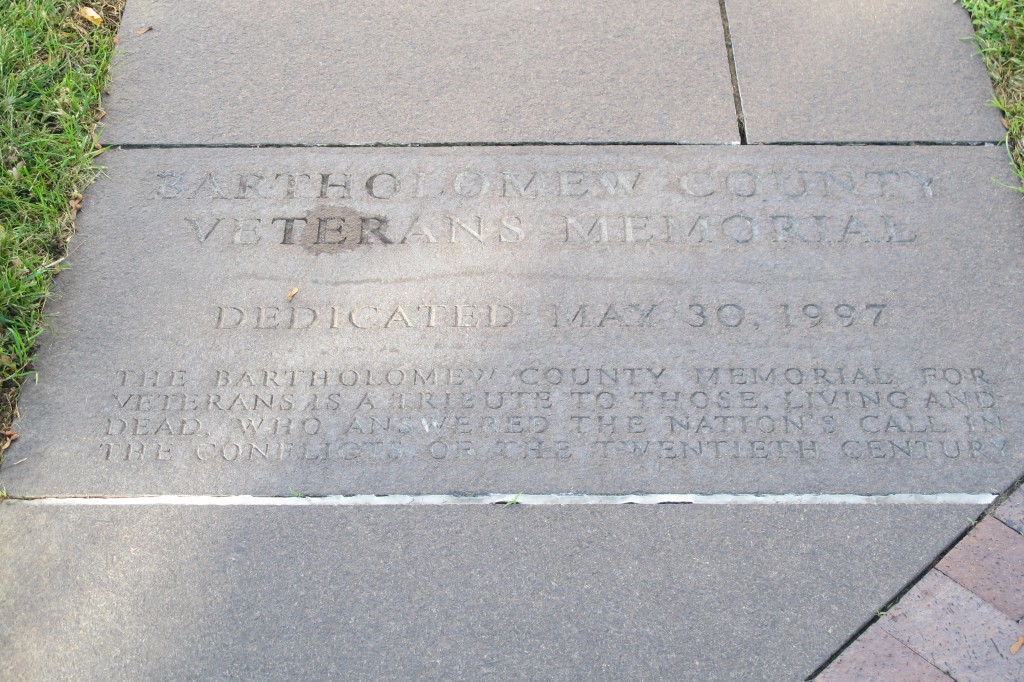 BARTHOLOMEW COUNTY
VETERANS MEMORIAL
DEDICATED MAY 30, 1997
THE BARTHOLOMEW COUNTY MEMORIAL FOR
VETERANS IS A TRIBUTE TO THOSE, LIVING AND
DEAD, WHO ANSWERED THE NATION'S CALL IN
THE CONFLICTS OF THE TWENTIETH CENTURY